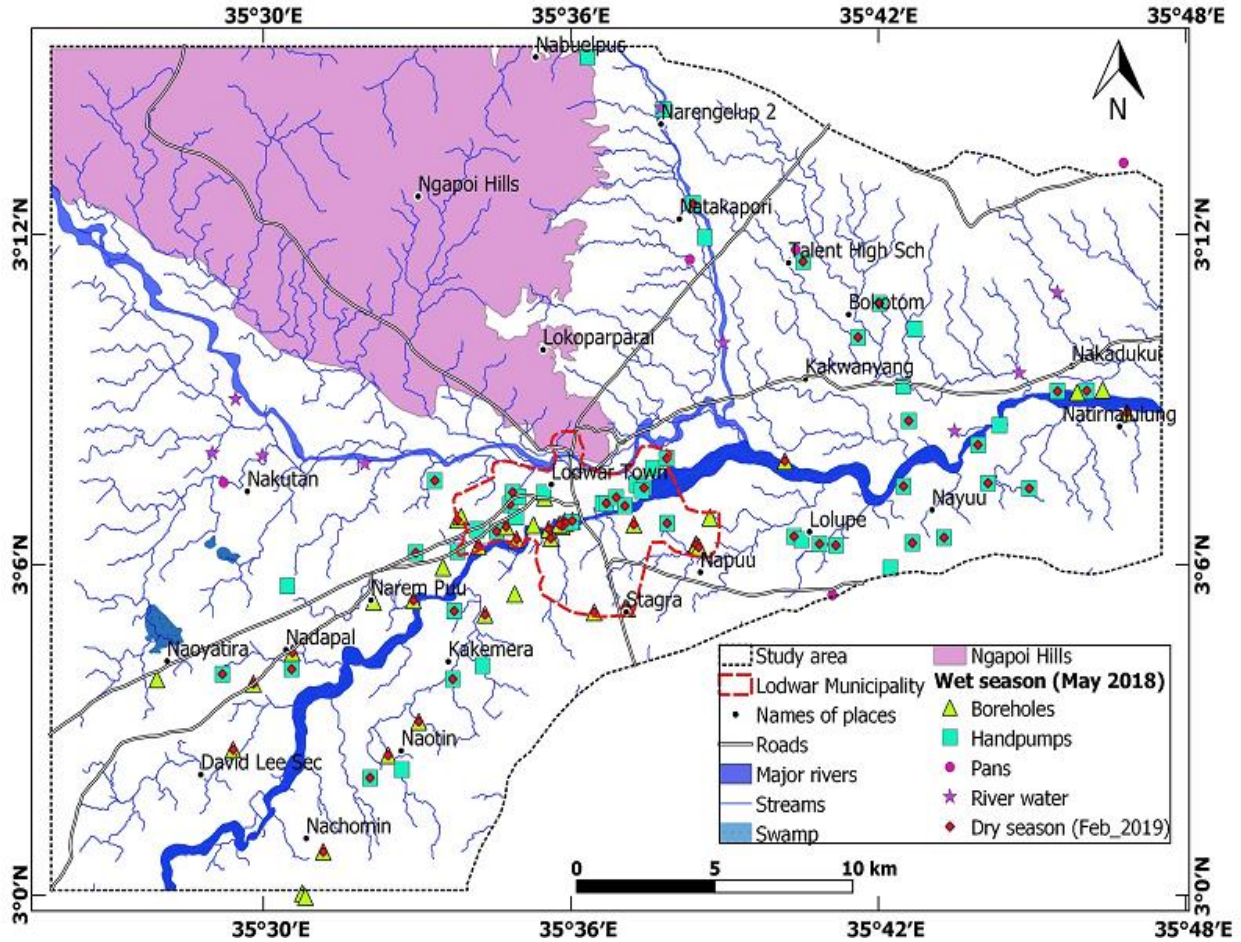 35°30′E 35°36′E 35°42′E 35°48′E
Nabuelpus
Narengelup 2
N
Ngapoi Hills
Natakapori
3°12′N 3°12′N
Talent High Sch
Bokotom
Lokoparparai
Nakadukui
Kakwanyang
Natirnalulung
Lodwar Town
Nakutan
Nayuu
Lolupe
3°6′N 3°6′N
Napuu
Narem Puu
Stagra
Nadapal
Naoyatira
Kakemera
Naotin
David Lee Sec
Nachomin
Study area
Lodwar Municipality
Names of places
Roads
Major rivers
Streams
Swamp
Ngapoi Hills
Wet season (May 2018)
Boreholes
Handpumps
Pans
River water
Dry season (Feb_2019)
0 5 10 km
3°0′N 3°0′N
35°30′E 35°36′E 35°42′E 35°48′E